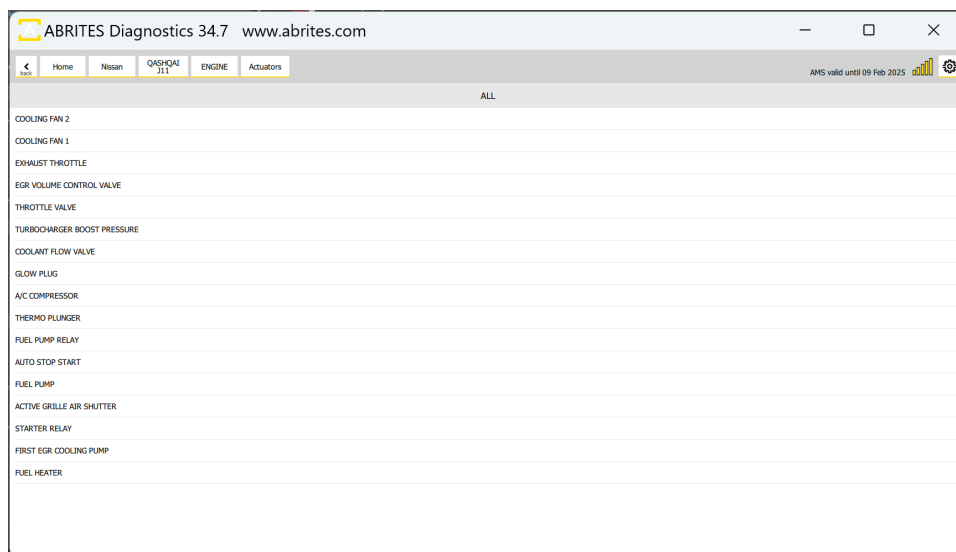 ABRITES Diagnostics 34.7 www.abrites.com
back
Home
Nissan
QASHQAI
J11
ENGINE
Actuators
AMS valid until 09 Feb 2025
ALL
COOLING FAN 2
COOLING FAN 1
EXHAUST THROTTLE
EGR VOLUME CONTROL VALVE
THROTTLE VALVE
TURBOCHARGER BOOST PRESSURE
COOLANT FLOW VALVE
GLOW PLUG
A/C COMPRESSOR
THERMO PLUNGER
FUEL PUMP RELAY
AUTO STOP START
FUEL PUMP
ACTIVE GRILLE AIR SHUTTER
STARTER RELAY
FIRST EGR COOLING PUMP
FUEL HEATER